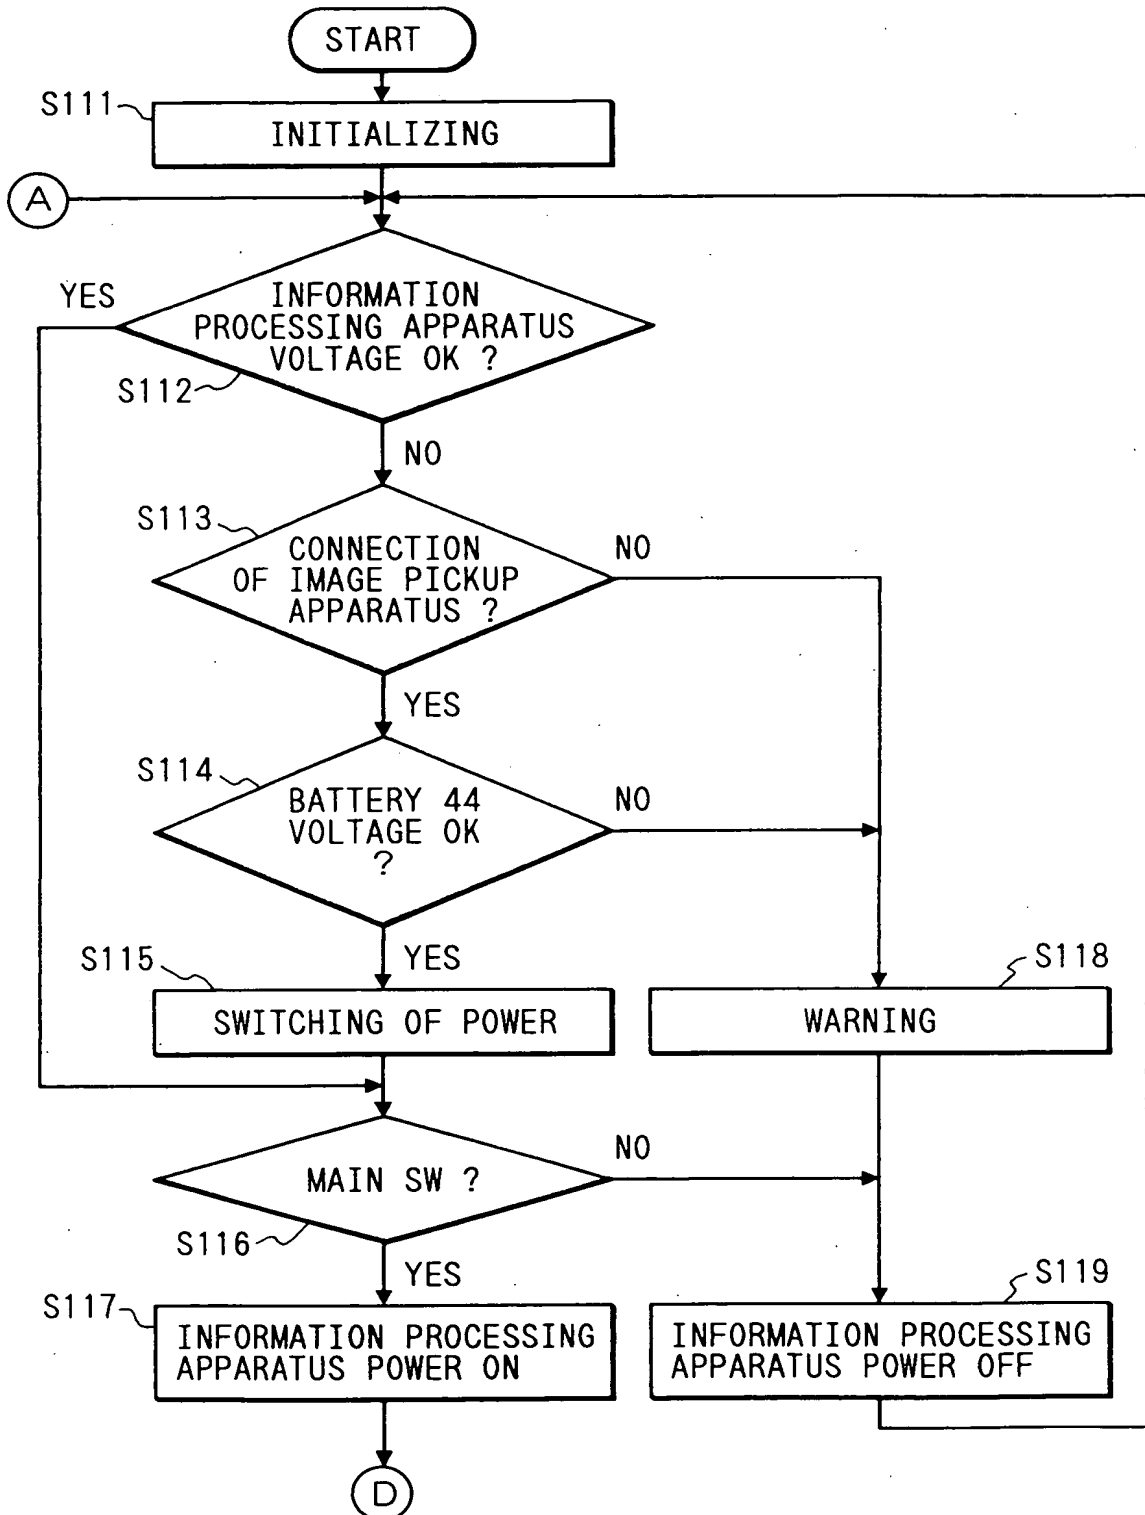 START
S111
INITIALIZING
A
YES
INFORMATION
PROCESSING APPARATUS
VOLTAGE OK ?
S112
NO
S113
CONNECTION
OF IMAGE PICKUP
APPARATUS ?
NO
YES
S114
BATTERY 44
VOLTAGE OK
?
NO
YES
S115
SWITCHING OF POWER
S118
WARNING
MAIN SW ?
NO
S116
YES
S117
INFORMATION PROCESSING
APPARATUS POWER ON
S119
INFORMATION PROCESSING
APPARATUS POWER OFF
D